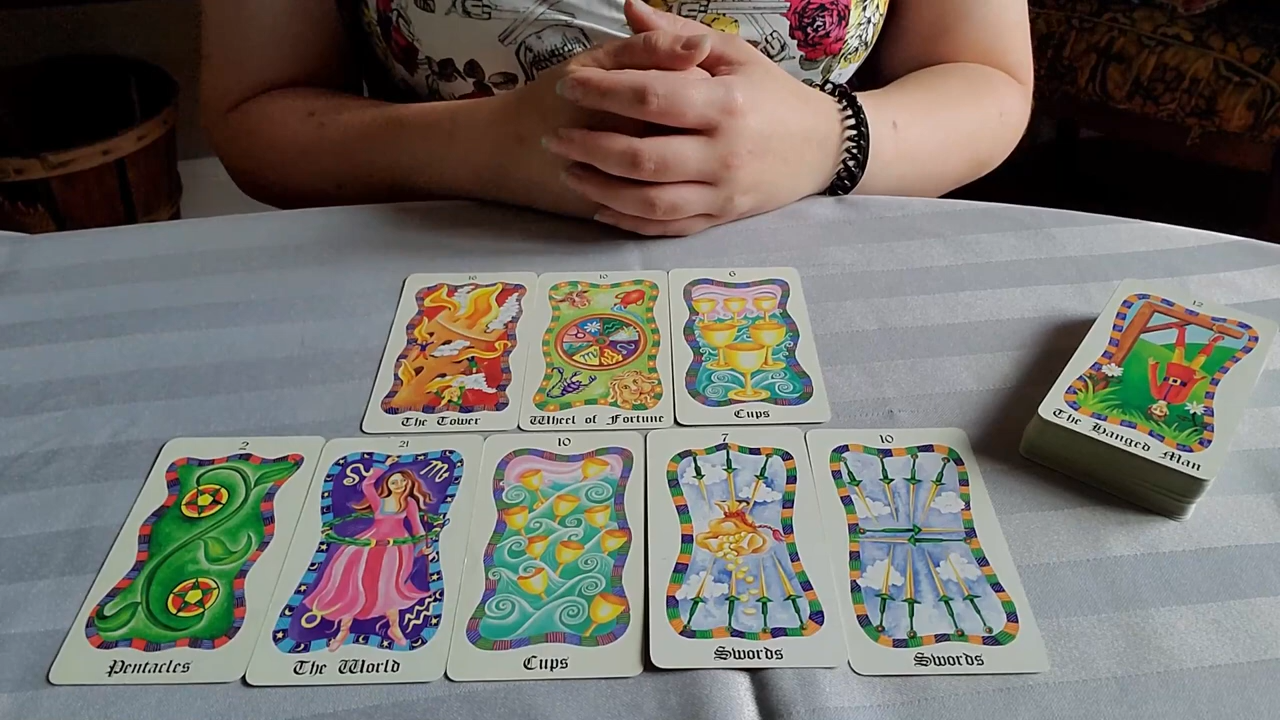 16
The Tower
10
Wheel of Fortune
6
Cups
12
The Hanged Man
2
Pentacles
21
The World
10
Cups
7
Swords
10
Swords